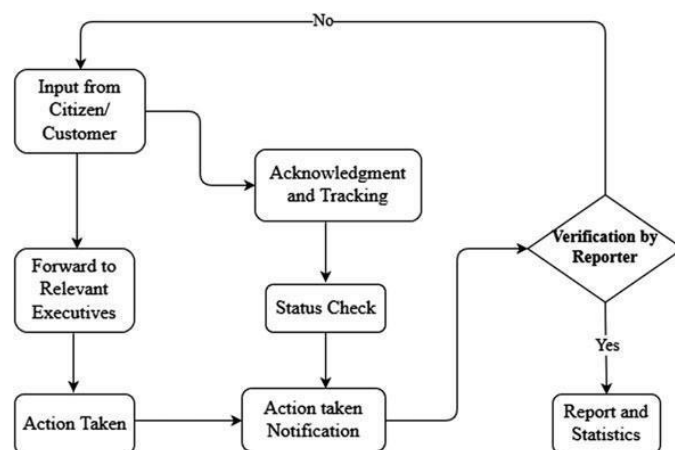 No
Input from
Citizen/
Customer
Acknowledgment
and Tracking
Verification by
Reporter
Forward to
Relevant
Executives
Status Check
Yes
Action Taken
Action taken
Notification
Report and
Statistics